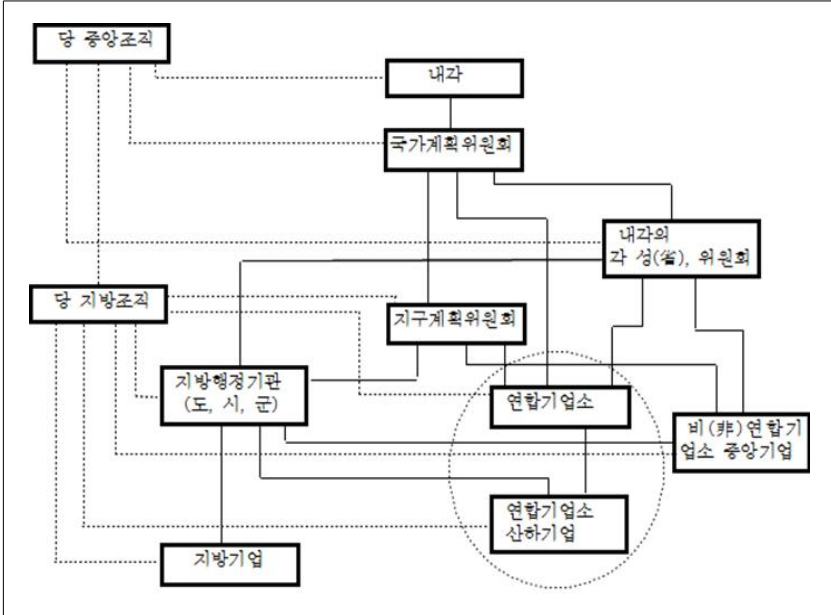 당 중앙조직
내각
국가계획위원회
내각의
각 성(省), 위원회
당 지방조직
지구계획위원회
지방행정기관
(도, 시, 군)
연합기업소
비(非)연합기
업소 중앙기업
연합기업소
산하기업
지방기업